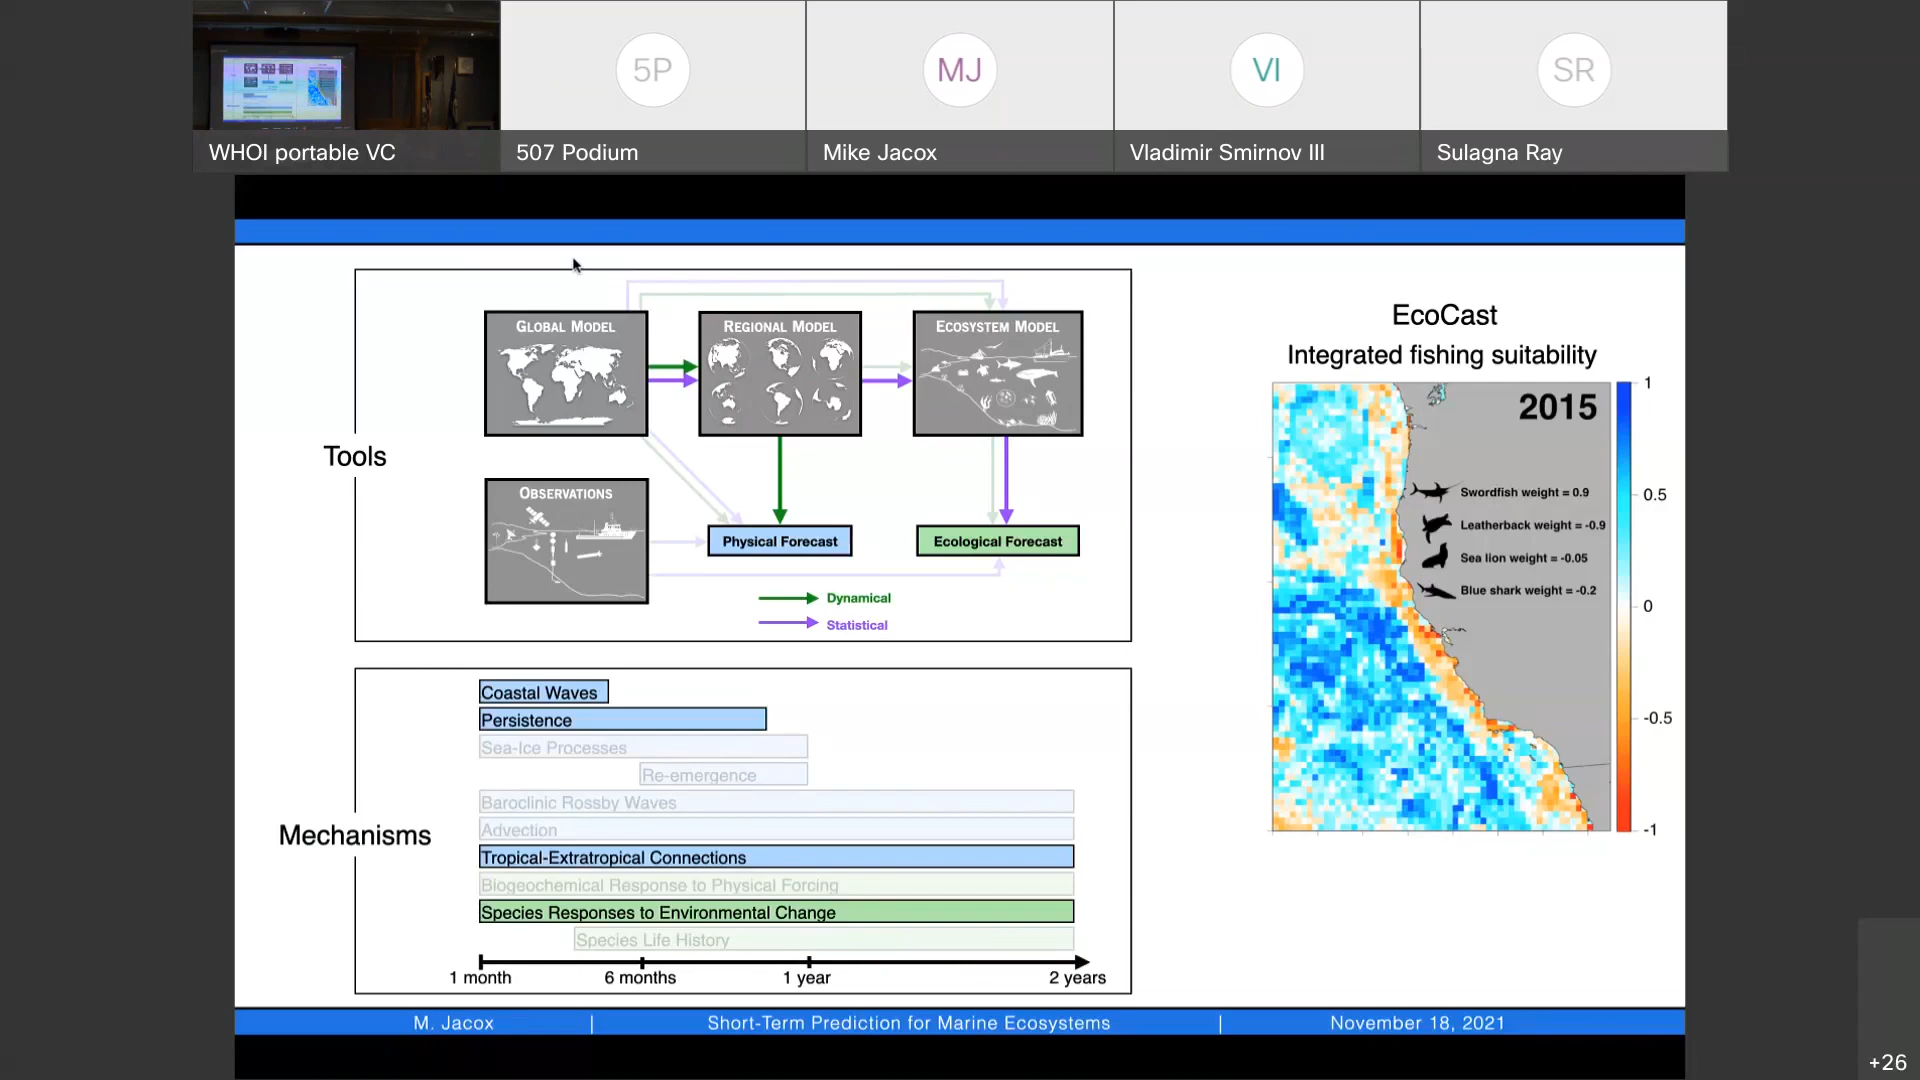 5P
MJ
VI
SR
WHOI portable VC
507 Podium
Mike Jacox
Vladimir Smirnov III
Sulagna Ray
Tools
GLOBAL MODEL
REGIONAL MODEL
ECOSYSTEM MODEL
OBSERVATIONS
Physical Forecast
Ecological Forecast
Dynamical
Statistical
Mechanisms
Coastal Waves
Persistence
Sea-Ice Processes
Re-emergence
Baroclinic Rossby Waves
Advection
Tropical-Extratropical Connections
Biogeochemical Response to Physical Forcing
Species Responses to Environmental Change
Species Life History
1 month
6 months
1 year
2 years
EcoCast
Integrated fishing suitability
2015
Swordfish weight = 0.9
Leatherback weight = -0.9
Sea lion weight = -0.05
Blue shark weight = -0.2
1
0.5
0
-0.5
-1
M. Jacox | Short-Term Prediction for Marine Ecosystems | November 18, 2021
+26